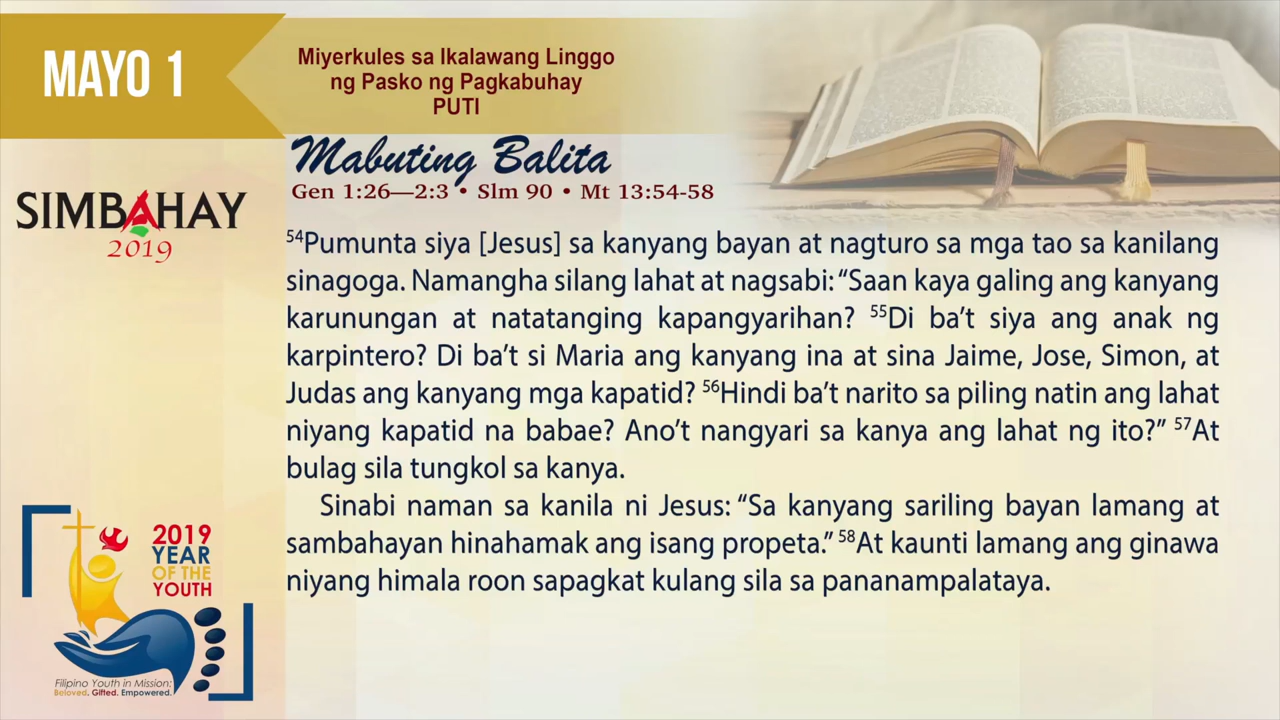 MAYO 1
Miyerkules sa Ikalawang Linggo
ng Pasko ng Pagkabuhay
PUTI
Mabuting Balita
Gen 1:26—2:3 • Slm 90 • Mt 13:54-58
SIMBAHAY
2019
⁵⁴Pumunta siya [Jesus] sa kanyang bayan at nagturo sa mga tao sa kanilang
sinagoga. Namangha silang lahat at nagsabi: “Saan kaya galing ang kanyang
karunungan at natatanging kapangyarihan? ⁵⁵Di ba’t siya ang anak ng
karpintero? Di ba’t si Maria ang kanyang ina at sina Jaime, Jose, Simon, at
Judas ang kanyang mga kapatid? ⁵⁶Hindi ba’t narito sa piling natin ang lahat
niyang kapatid na babae? Ano’t nangyari sa kanya ang lahat ng ito?” ⁵⁷At
bulag sila tungkol sa kanya.
Sinabi naman sa kanila ni Jesus: “Sa kanyang sariling bayan lamang at
sambahayan hinahamak ang isang propeta.” ⁵⁸At kaunti lamang ang ginawa
niyang himala roon sapagkat kulang sila sa pananampalataya.
2019
YEAR
OF THE
YOUTH
Filipino Youth in Mission:
Beloved. Gifted. Empowered.